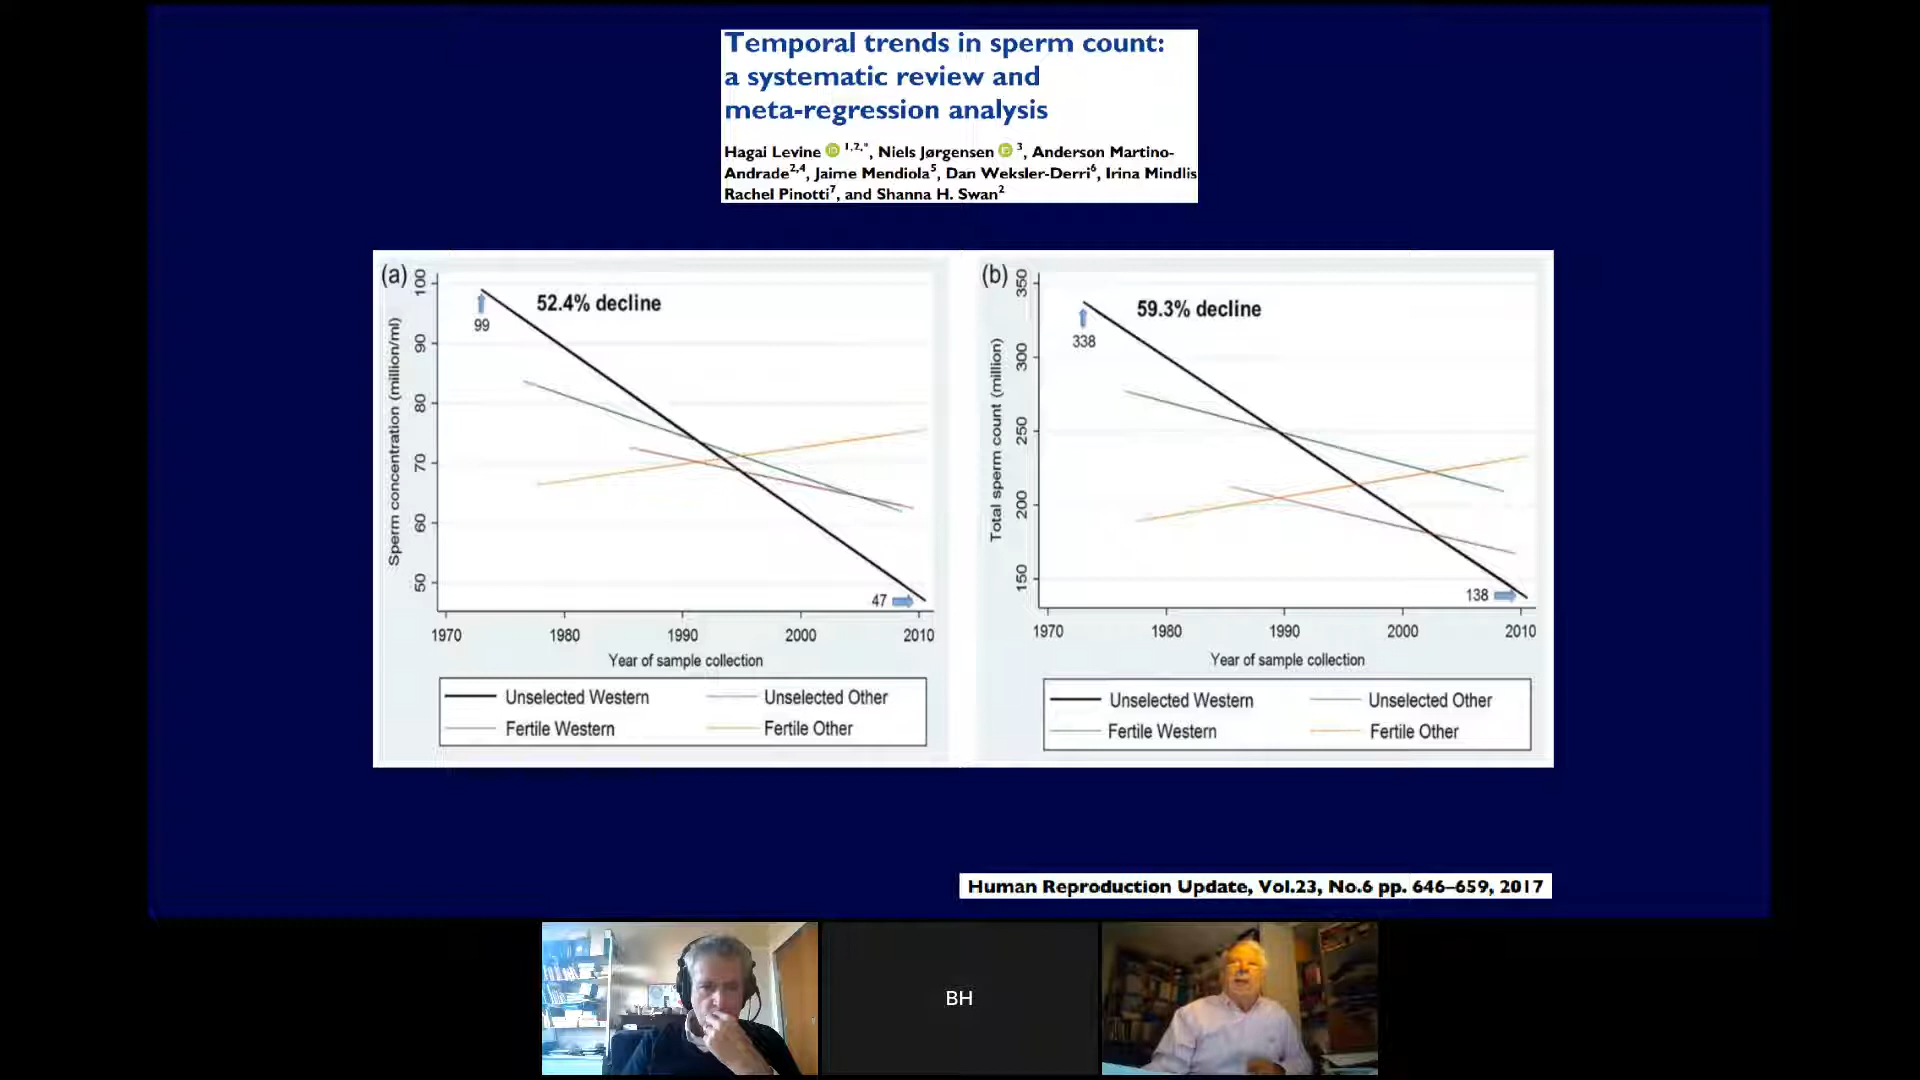 Temporal trends in sperm count:
a systematic review and
meta-regression analysis
Hagai Levine 1,2,*, Niels Jørgensen 3, Anderson Martino-
Andrade2,4, Jaime Mendiola5, Dan Weksler-Derri6, Irina Mindlis
Rachel Pinotti7, and Shanna H. Swan2
(a)
52.4% decline
99
47
Sperm concentration (million/ml)
100
90
80
70
60
50
1970 1980 1990 2000 2010
Year of sample collection
Unselected Western Unselected Other
Fertile Western Fertile Other
(b)
59.3% decline
338
138
Total sperm count (million)
350
300
250
200
150
1970 1980 1990 2000 2010
Year of sample collection
Unselected Western Unselected Other
Fertile Western Fertile Other
Human Reproduction Update, Vol.23, No.6 pp. 646–659, 2017
BH